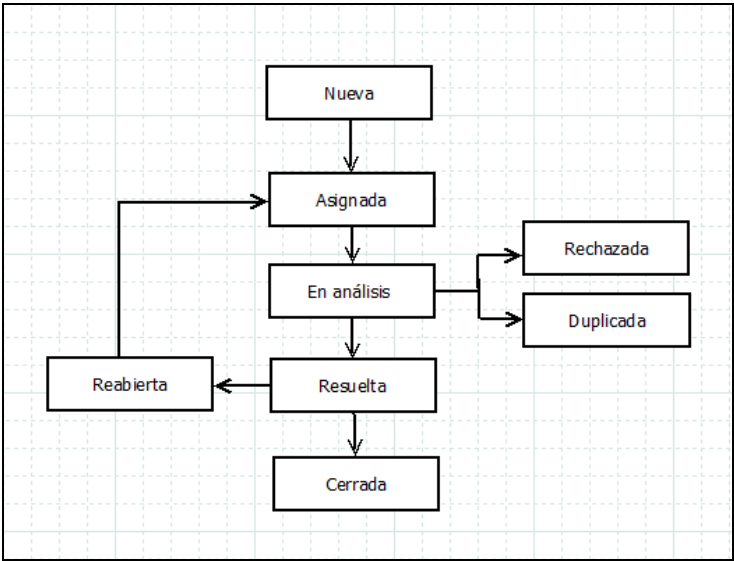 Nueva
Asignada
Rechazada
En análisis
Duplicada
Reabierta
Resuelta
Cerrada